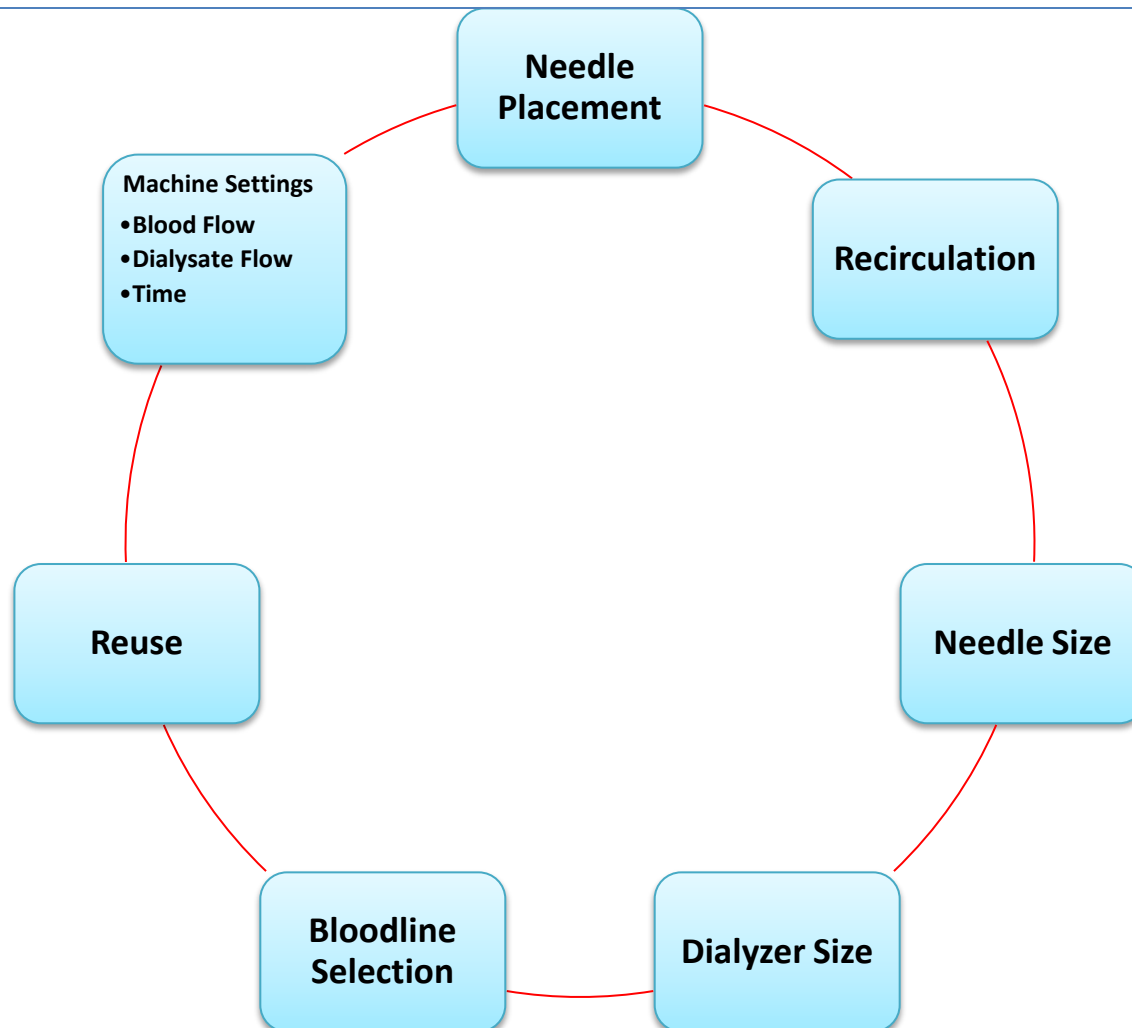 Needle
Placement
Recirculation
Needle Size
Dialyzer Size
Bloodline
Selection
Reuse
Machine Settings
•Blood Flow
•Dialysate Flow
•Time